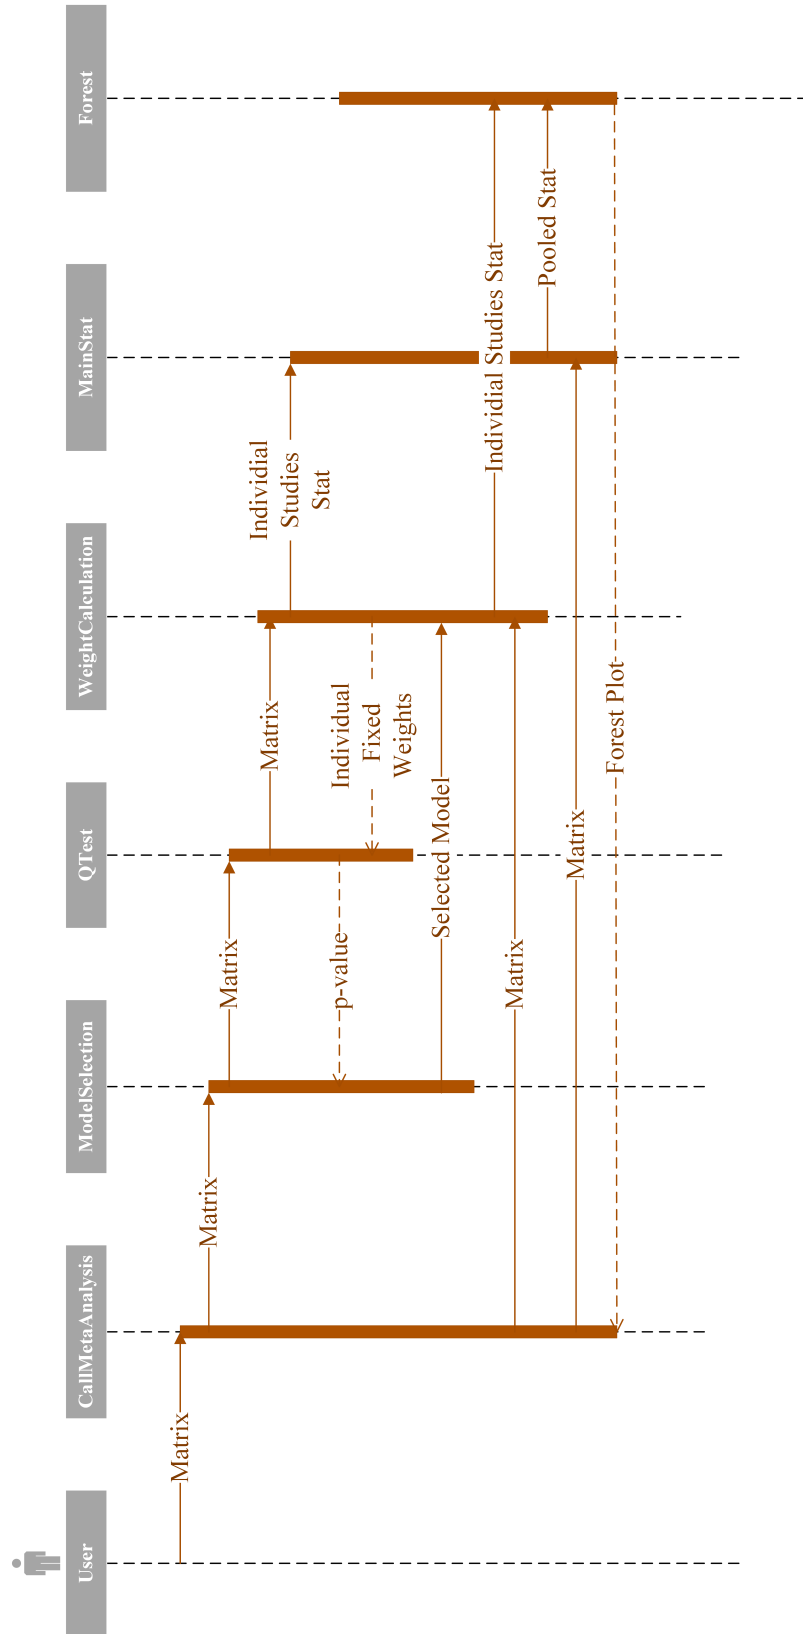 User
CallMetaAnalysis
ModelSelection
QTest
WeightCalculation
MainStat
Forest
Matrix
Matrix
Matrix
Matrix
Individial
Studies
Stat
p-value
Individual
Fixed
Weights
Selected Model
Individial Studies Stat
Matrix
Pooled Stat
Matrix
Forest Plot